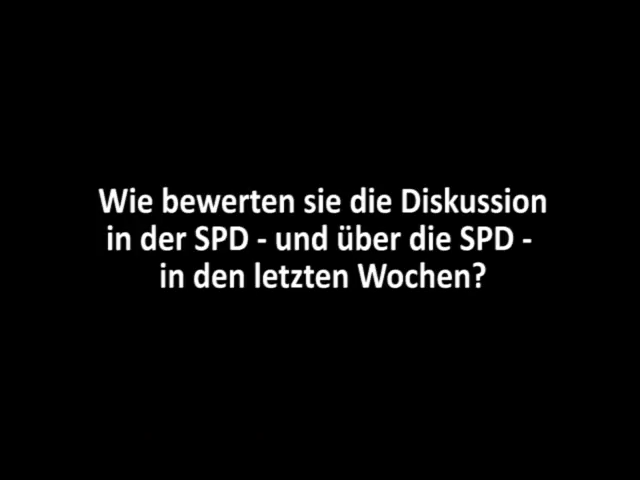 Wie bewerten sie die Diskussion
in der SPD - und über die SPD -
in den letzten Wochen?